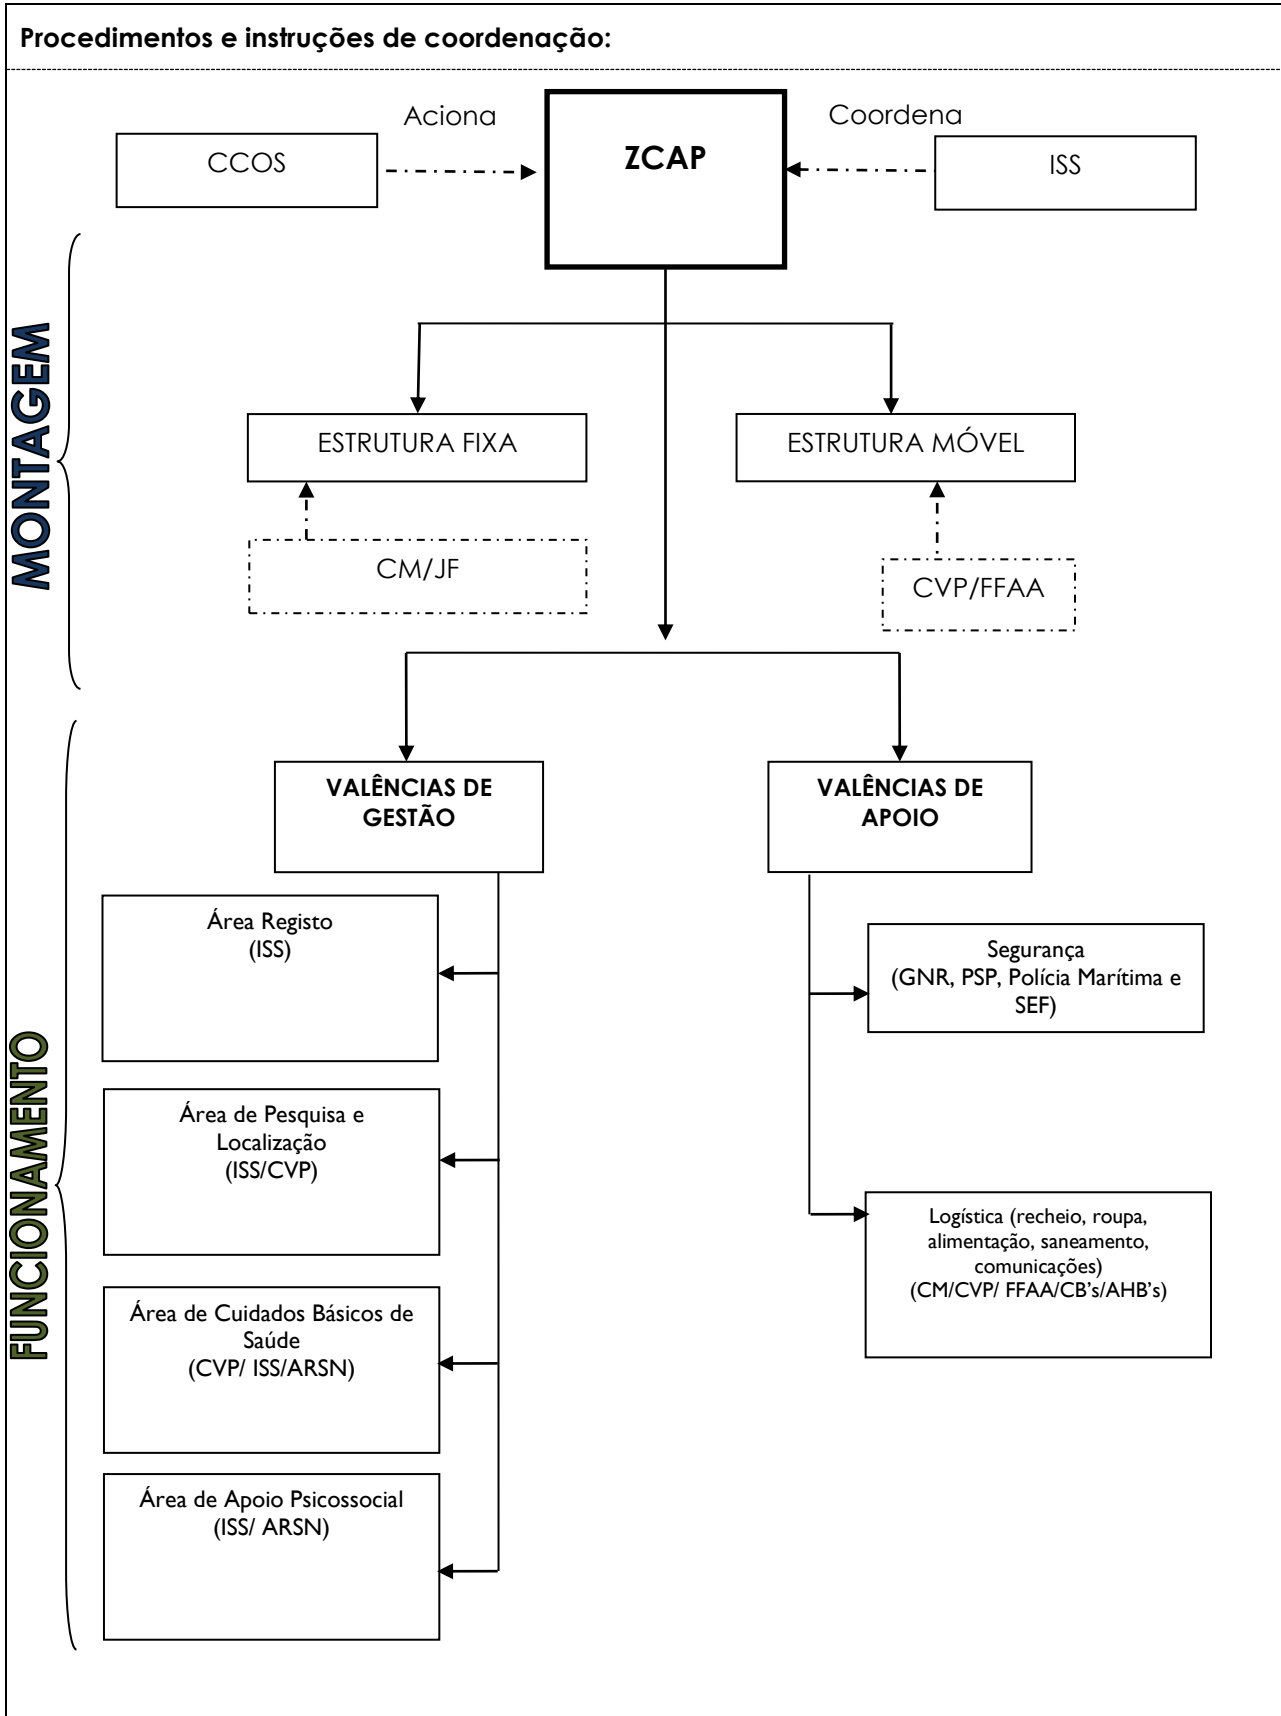 Procedimentos e instruções de coordenação:
Aciona
Coordena
CCOS
ZCAP
ISS
MONTAGEM
ESTRUTURA FIXA
ESTRUTURA MÓVEL
CM/JF
CVP/FFAA
FUNCIONAMENTO
VALÊNCIAS DE
GESTÃO
VALÊNCIAS DE
APOIO
Área Registo
(ISS)
Área de Pesquisa e
Localização
(ISS/CVP)
Área de Cuidados Básicos de
Saúde
(CVP/ ISS/ARSN)
Área de Apoio Psicossocial
(ISS/ ARSN)
Segurança
(GNR, PSP, Polícia Marítima e
SEF)
Logística (recheio, roupa,
alimentação, saneamento,
comunicações)
(CM/CVP/ FFAA/CB's/AHB's)